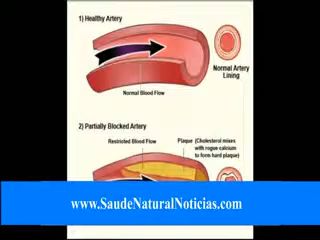 1) Healthy Artery
Normal Artery
Lining
Normal Blood Flow
2) Partially Blocked Artery
Restricted Blood Flow
Plaque (Cholesterol mixes
with rogue calcium
to form hard plaque)
www.SaudeNaturalNoticias.com